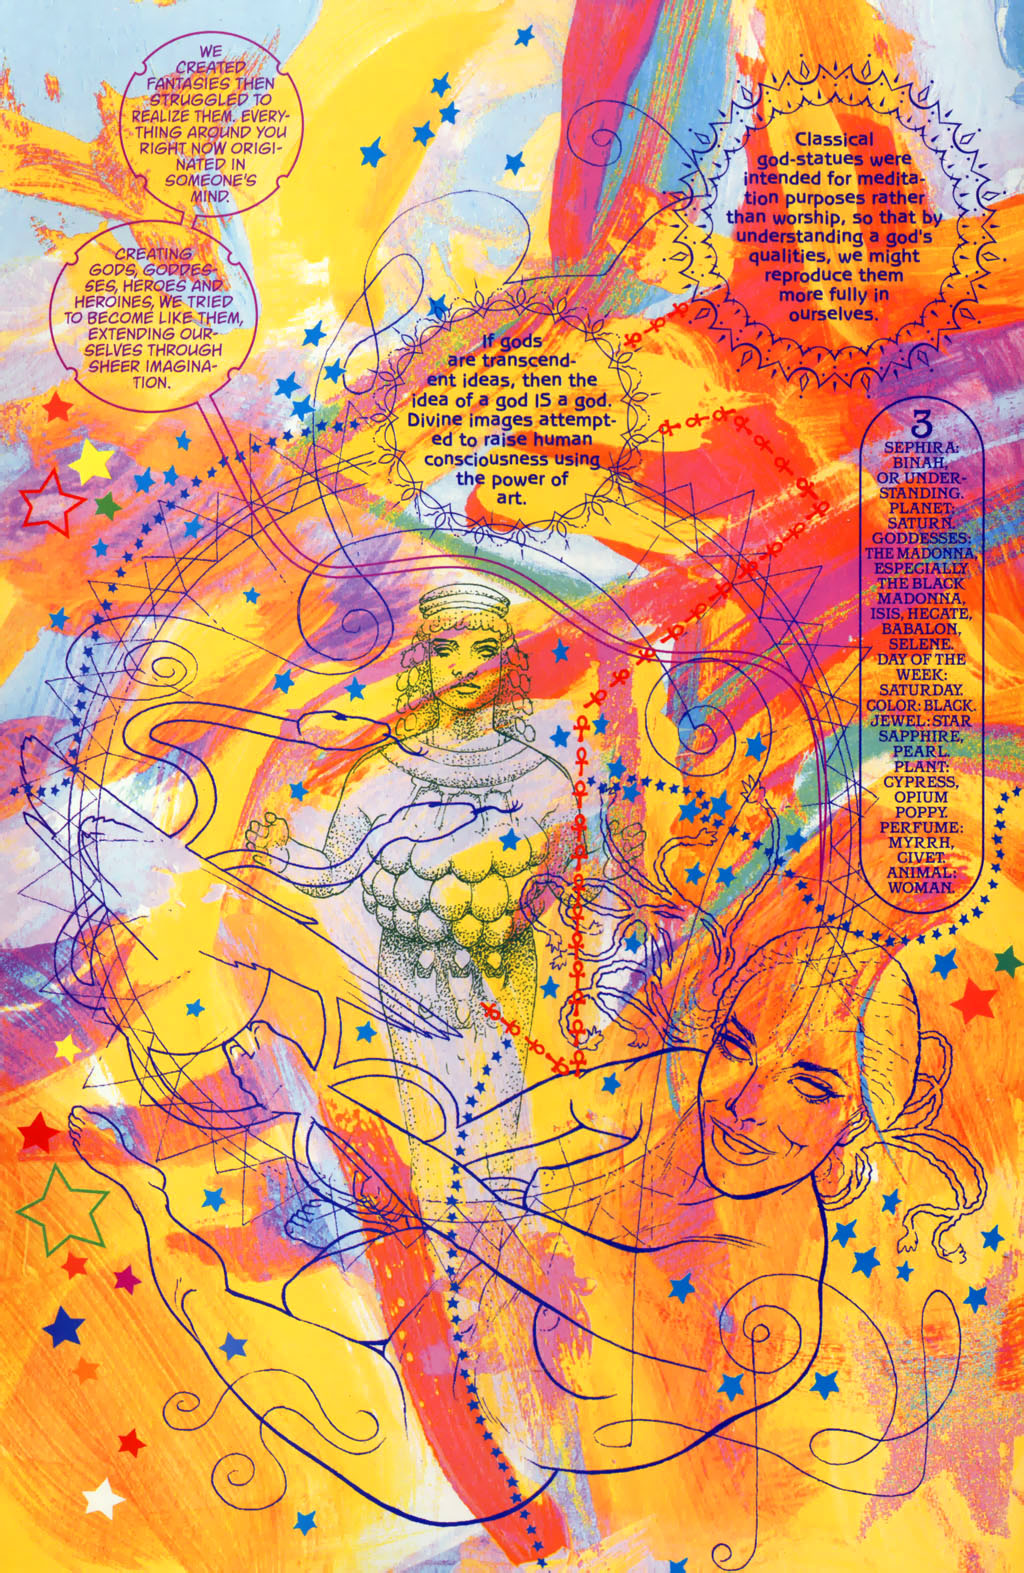 WE
CREATED
FANTASIES THEN
STRUGGLED TO
REALIZE THEM. EVERY-
THING AROUND YOU
RIGHT NOW ORIGI-
NATED IN
SOMEONE'S
MIND.
CREATING
GODS, GODDES-
SES, HEROES AND
HEROINES, WE TRIED
TO BECOME LIKE THEM,
EXTENDING OUR-
SELVES THROUGH
SHEER IMAGINA-
TION.
If gods
are transcend-
ent ideas, then the
idea of a god IS a god.
Divine images attempt-
ed to raise human
consciousness using
the power of
art.
Classical
god-statues were
intended for medita-
tion purposes rather
than worship, so that by
understanding a god's
qualities, we might
reproduce them
more fully in
ourselves.
3
SEPHIRA:
BINAH,
OR UNDER-
STANDING.
PLANET:
SATURN.
GODDESSES:
THE MADONNA,
ESPECIALLY
THE BLACK
MADONNA,
ISIS, HECATE,
BABALON,
SELENE.
DAY OF THE
WEEK:
SATURDAY.
COLOR: BLACK.
JEWEL: STAR
SAPPHIRE,
PEARL.
PLANT:
CYPRESS,
OPIUM
POPPY.
PERFUME:
MYRRH,
CIVET.
ANIMAL:
WOMAN.